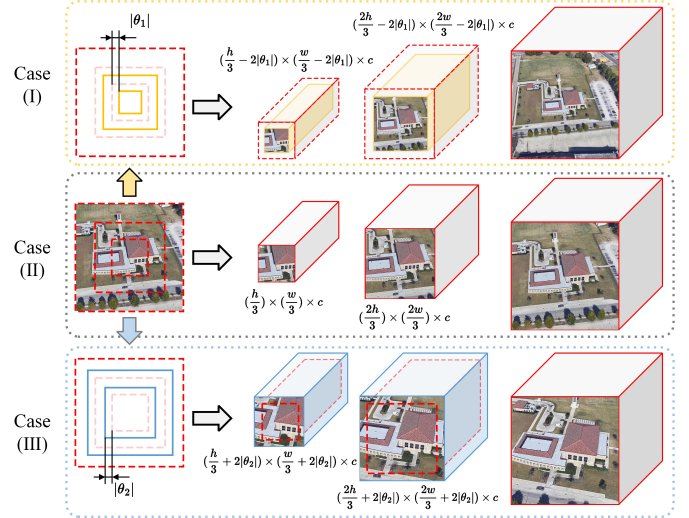 |θ₁|
Case
(I)
(h/3 − 2|θ₁|) × (w/3 − 2|θ₁|) × c
(2h/3 − 2|θ₁|) × (2w/3 − 2|θ₁|) × c
Case
(II)
(h/3) × (w/3) × c
(2h/3) × (2w/3) × c
Case
(III)
|θ₂|
(h/3 + 2|θ₂|) × (w/3 + 2|θ₂|) × c
(2h/3 + 2|θ₂|) × (2w/3 + 2|θ₂|) × c